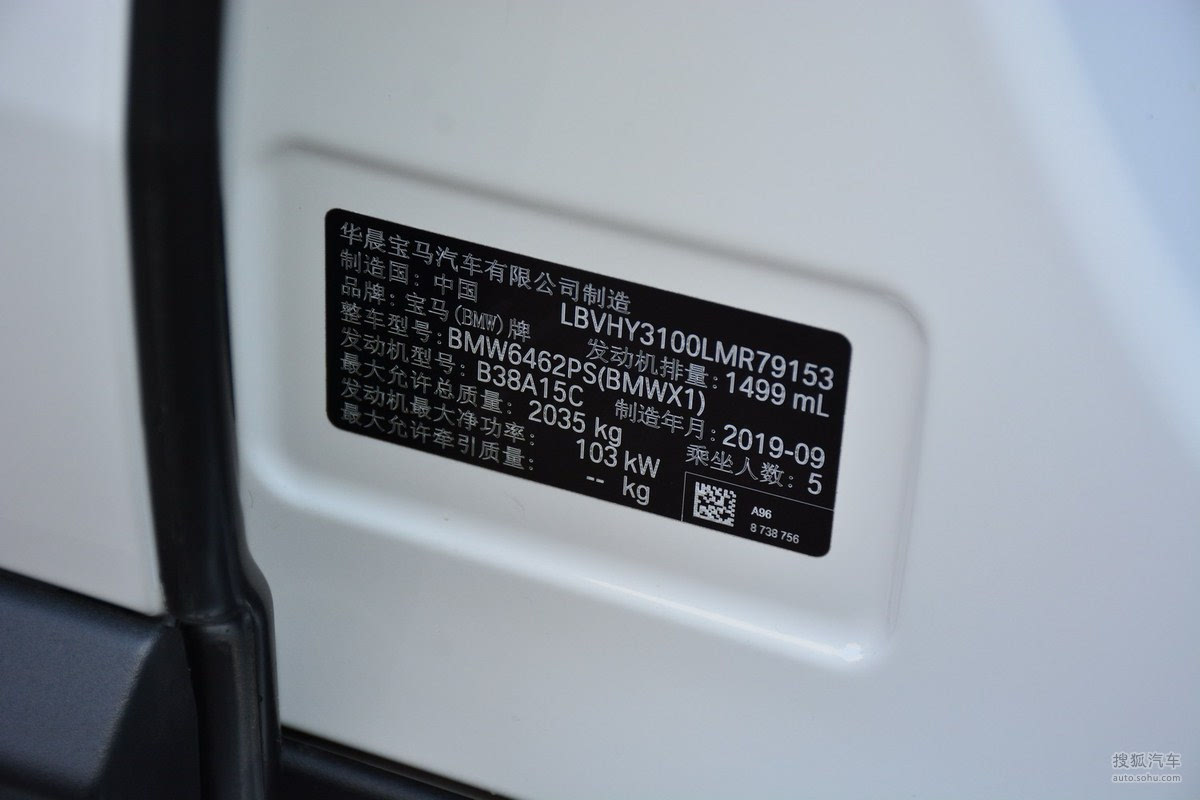 华晨宝马汽车有限公司制造
制造国：中国 LBVHY3100LMR79153
品牌：宝马(BMW)牌 发动机排量：1499 mL
整车型号：BMW6462PS(BMWX1)
发动机型号：B38A15C 制造年月：2019-09
最大允许总质量：2035 kg 乘坐人数：5
发动机最大净功率：103 kW
最大允许牵引质量：-- kg
A96
8 738 756
搜狐汽车
auto.sohu.com